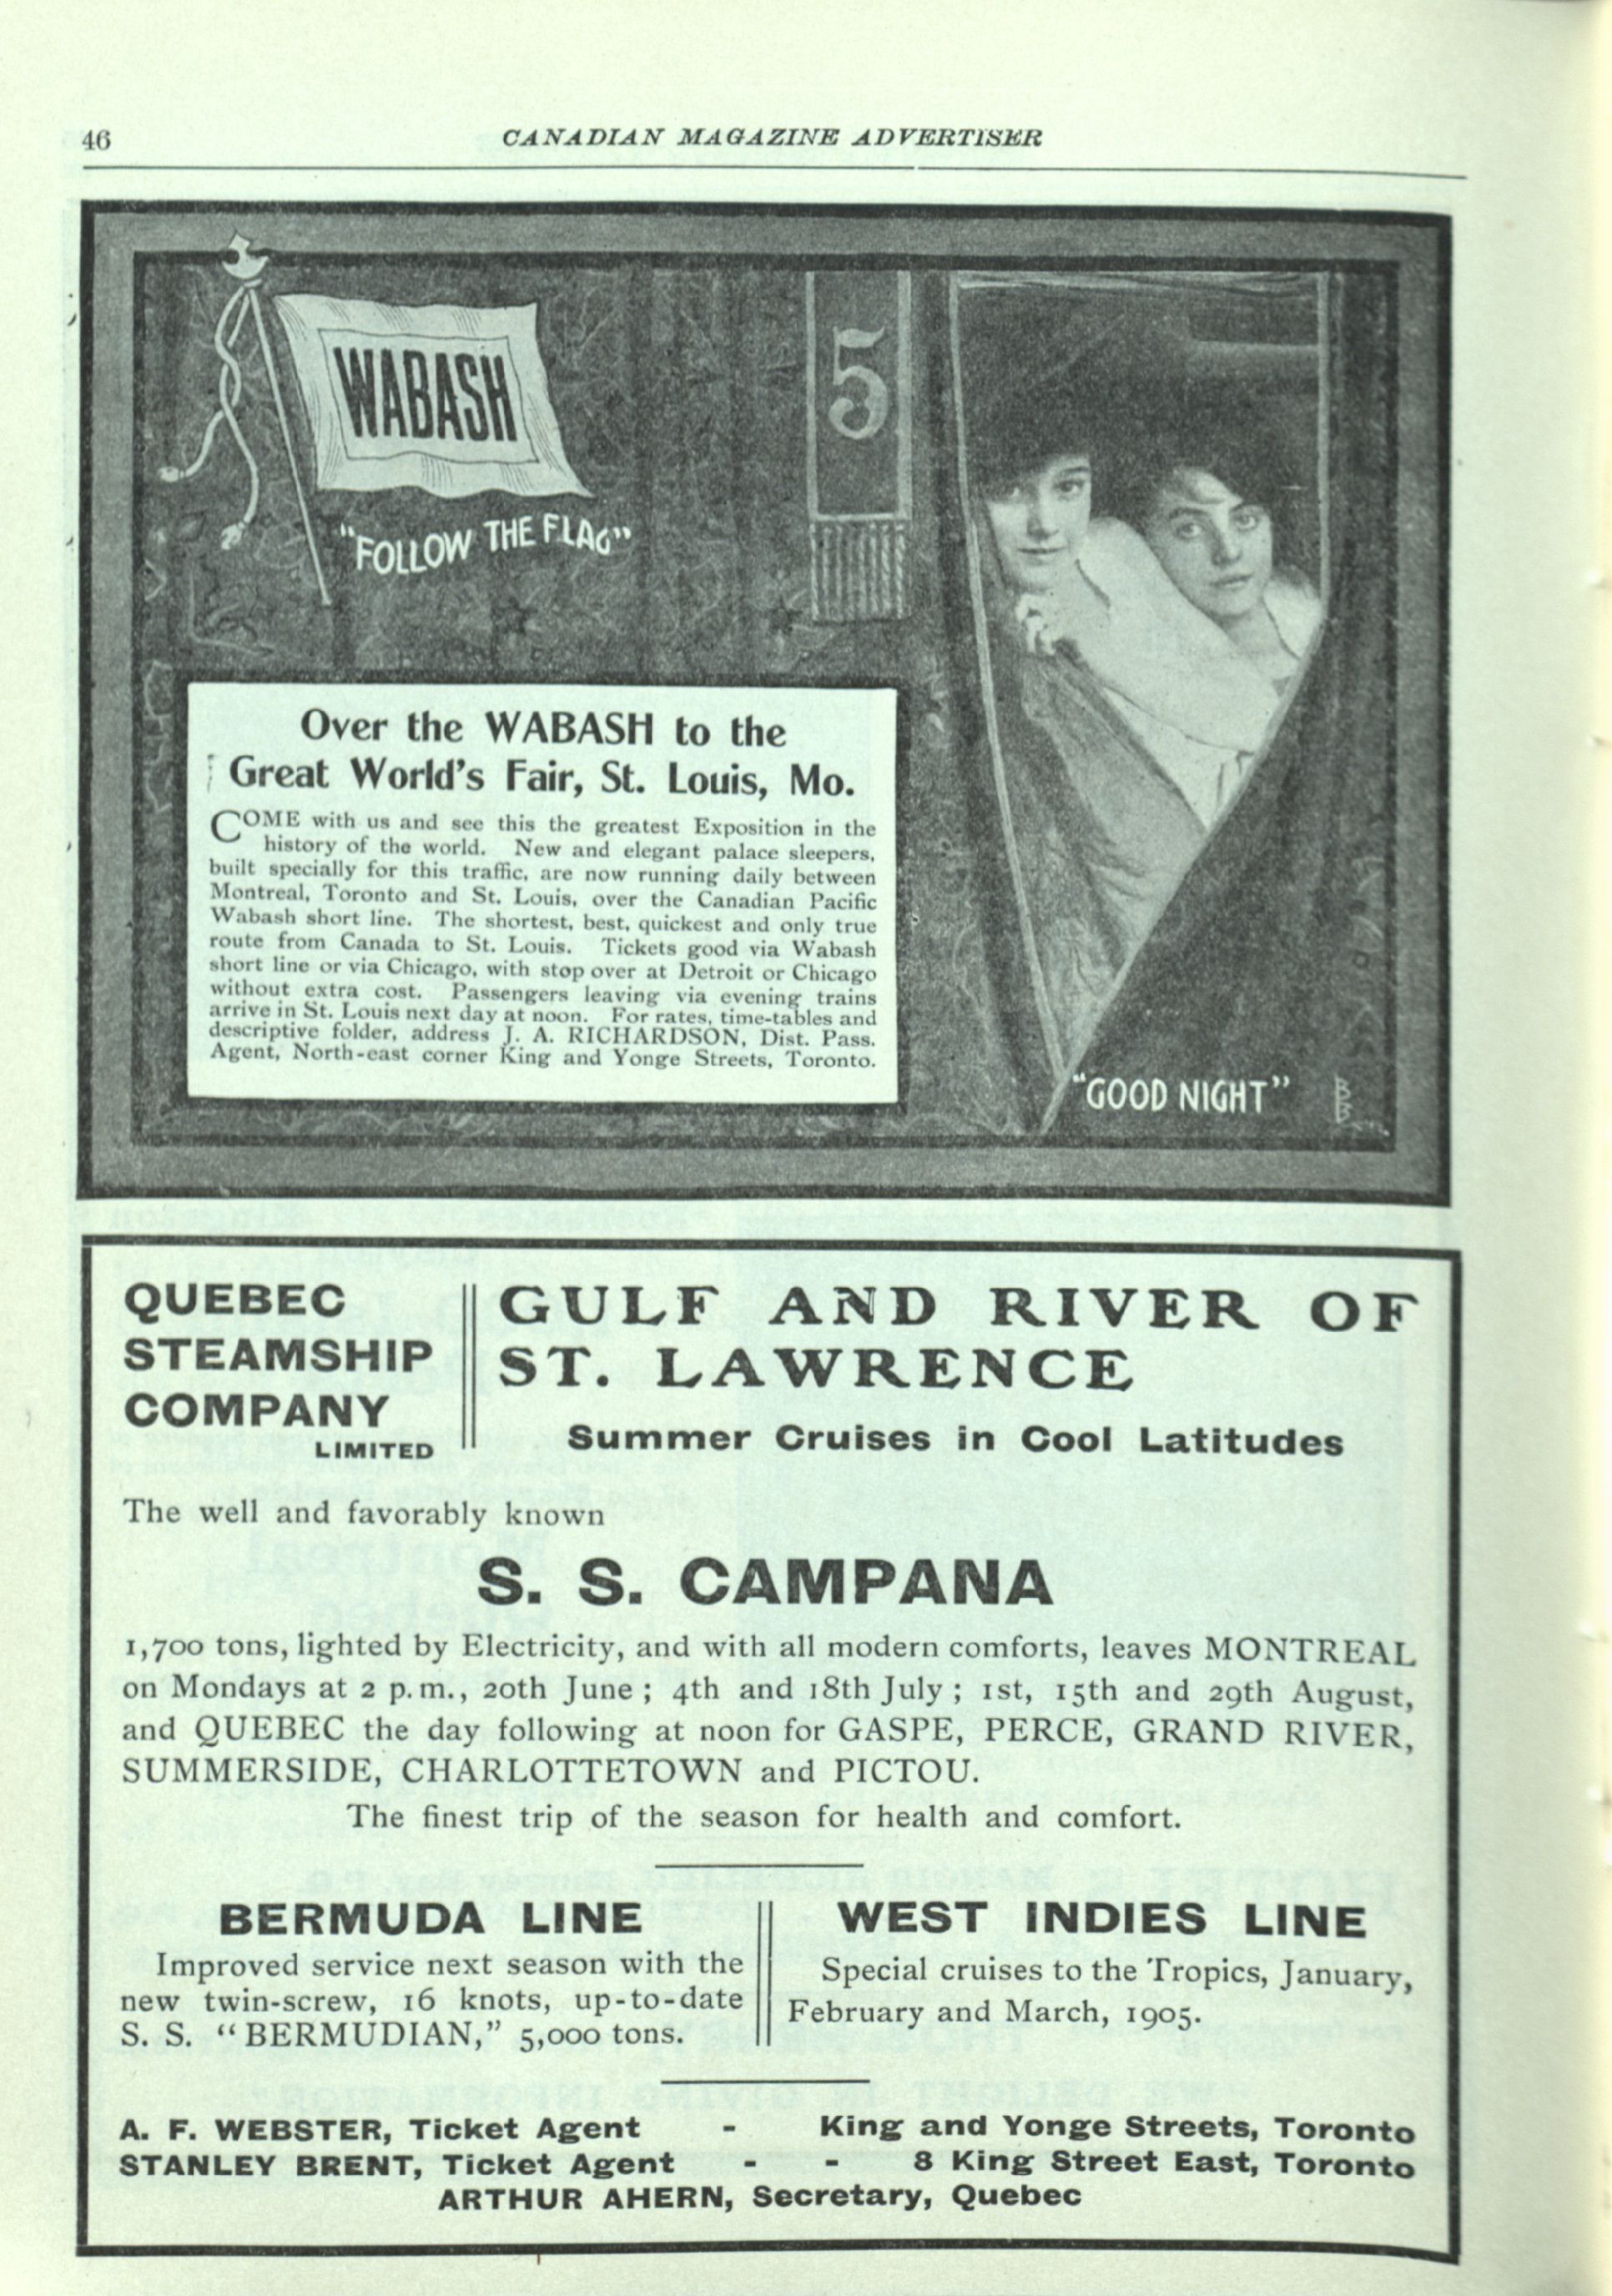 46
CANADIAN MAGAZINE ADVERTISER
WABASH
"FOLLOW THE FLAG"
5
Over the WABASH to the
Great World's Fair, St. Louis, Mo.
COME with us and see this the greatest Exposition in the
history of the world. New and elegant palace sleepers,
built specially for this traffic, are now running daily between
Montreal, Toronto and St. Louis, over the Canadian Pacific
Wabash short line. The shortest, best, quickest and only true
route from Canada to St. Louis. Tickets good via Wabash
short line or via Chicago, with stop over at Detroit or Chicago
without extra cost. Passengers leaving via evening trains
arrive in St. Louis next day at noon. For rates, time-tables and
descriptive folder, address J. A. RICHARDSON, Dist. Pass.
Agent, North-east corner King and Yonge Streets, Toronto.
"GOOD NIGHT"
QUEBEC
STEAMSHIP
COMPANY
LIMITED
GULF AND RIVER OF
ST. LAWRENCE
Summer Cruises in Cool Latitudes
The well and favorably known
S. S. CAMPANA
1,700 tons, lighted by Electricity, and with all modern comforts, leaves MONTREAL
on Mondays at 2 p.m., 20th June; 4th and 18th July; 1st, 15th and 29th August,
and QUEBEC the day following at noon for GASPE, PERCE, GRAND RIVER,
SUMMERSIDE, CHARLOTTETOWN and PICTOU.
The finest trip of the season for health and comfort.
BERMUDA LINE
Improved service next season with the
new twin-screw, 16 knots, up-to-date
S. S. "BERMUDIAN," 5,000 tons.
WEST INDIES LINE
Special cruises to the Tropics, January,
February and March, 1905.
A. F. WEBSTER, Ticket Agent - King and Yonge Streets, Toronto
STANLEY BRENT, Ticket Agent - - 8 King Street East, Toronto
ARTHUR AHERN, Secretary, Quebec